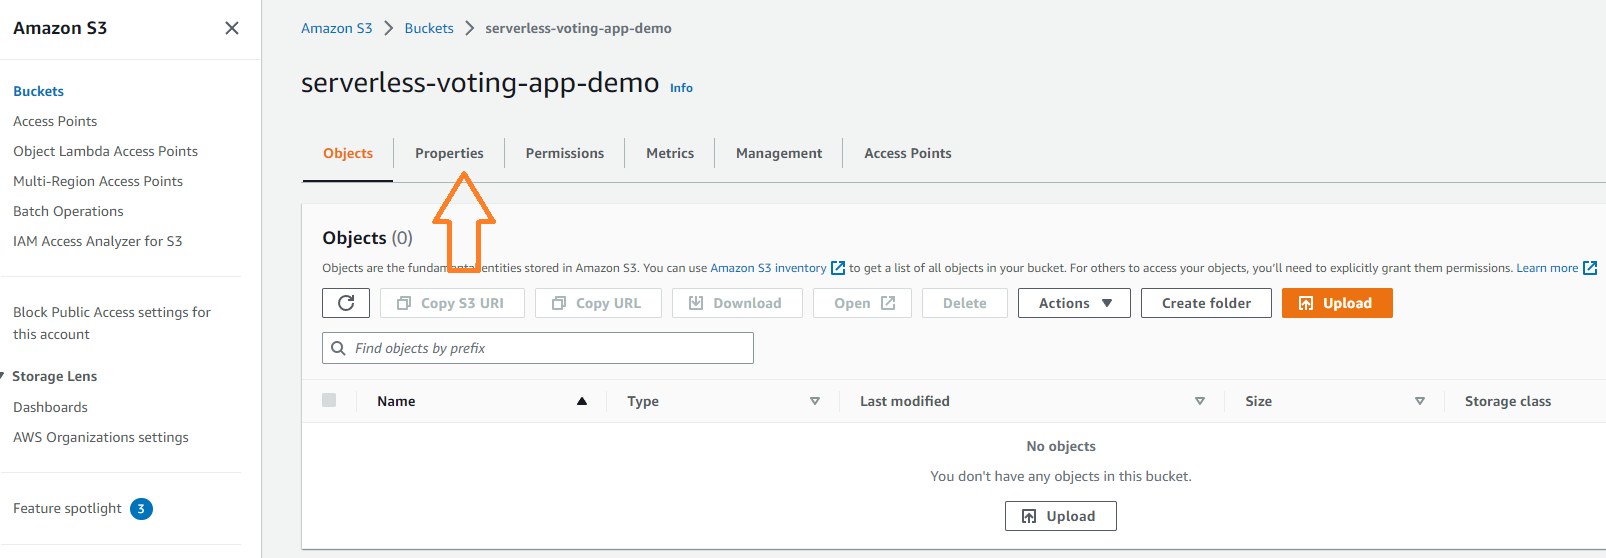 Amazon S3
Buckets
Access Points
Object Lambda Access Points
Multi-Region Access Points
Batch Operations
IAM Access Analyzer for S3
Block Public Access settings for
this account
Storage Lens
Dashboards
AWS Organizations settings
Feature spotlight 3
Amazon S3 > Buckets > serverless-voting-app-demo
serverless-voting-app-demo Info
Objects Properties Permissions Metrics Management Access Points
Objects (0)
Objects are the fundamental entities stored in Amazon S3. You can use Amazon S3 inventory to get a list of all objects in your bucket. For others to access your objects, you'll need to explicitly grant them permissions. Learn more
Copy S3 URI Copy URL Download Open Delete Actions Create folder Upload
Find objects by prefix
Name Type Last modified Size Storage class
No objects
You don't have any objects in this bucket.
Upload